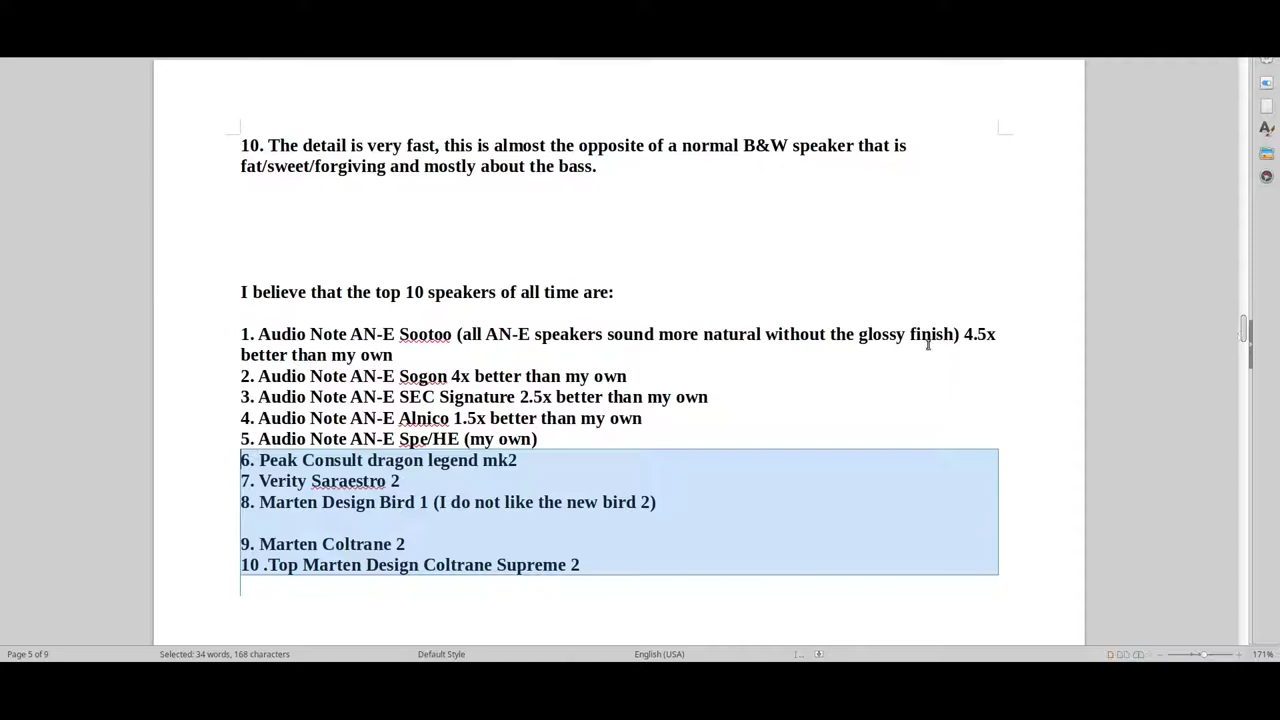 10. The detail is very fast, this is almost the opposite of a normal B&W speaker that is
fat/sweet/forgiving and mostly about the bass.
I believe that the top 10 speakers of all time are:
1. Audio Note AN-E Sootoo (all AN-E speakers sound more natural without the glossy finish) 4.5x
better than my own
2. Audio Note AN-E Sogon 4x better than my own
3. Audio Note AN-E SEC Signature 2.5x better than my own
4. Audio Note AN-E Alnico 1.5x better than my own
5. Audio Note AN-E Spe/HE (my own)
6. Peak Consult dragon legend mk2
7. Verity Saraestro 2
8. Marten Design Bird 1 (I do not like the new bird 2)
9. Marten Coltrane 2
10 .Top Marten Design Coltrane Supreme 2
Page 5 of 9 Selected: 34 words, 168 characters Default Style English (USA) 171%